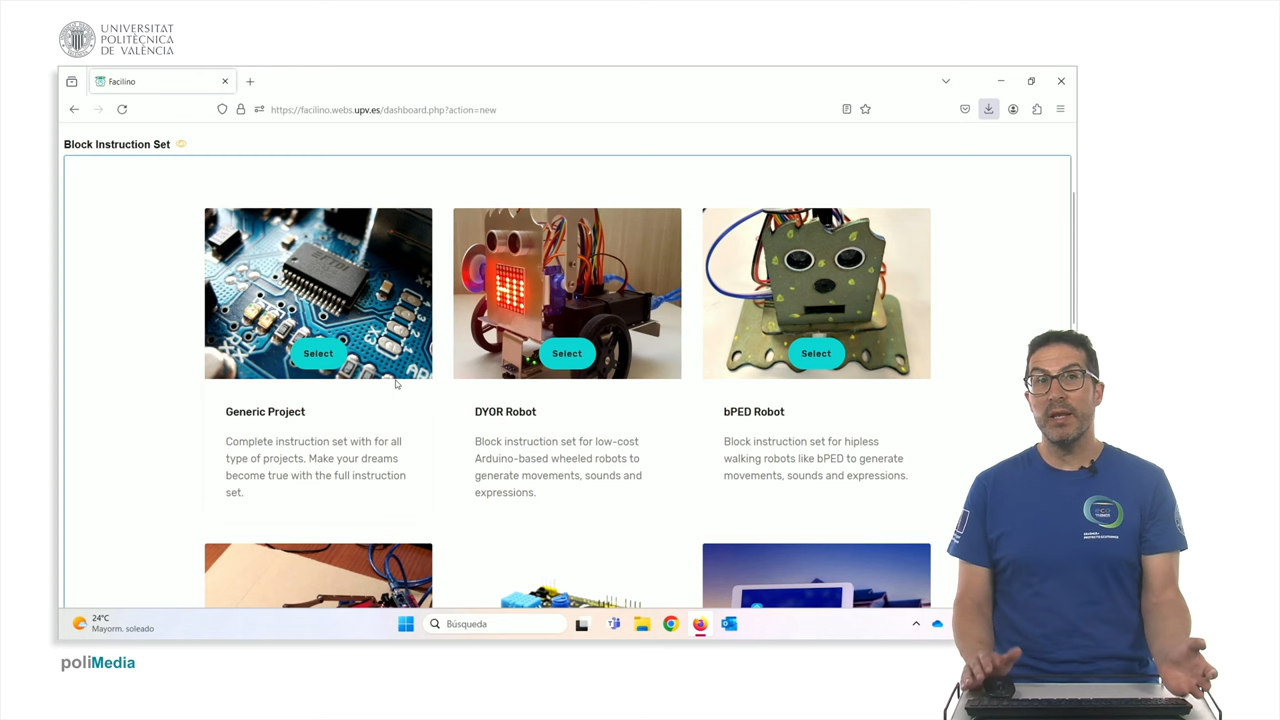 UNIVERSITAT
POLITÈCNICA
DE VALÈNCIA
Facilino
https://facilino.webs.upv.es/dashboard.php?action=new
Block Instruction Set
Select
Select
Select
Generic Project
Complete instruction set with for all
type of projects. Make your dreams
become true with the full instruction
set.
DYOR Robot
Block instruction set for low-cost
Arduino-based wheeled robots to
generate movements, sounds and
expressions.
bPED Robot
Block instruction set for hipless
walking robots like bPED to generate
movements, sounds and expressions.
24°C
Mayorm. soleado
Búsqueda
poliMedia